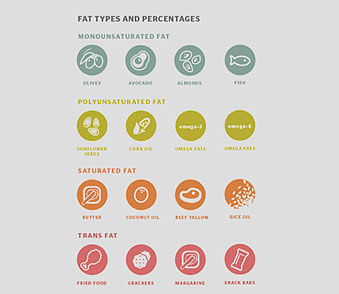 FAT TYPES AND PERCENTAGES
MONOUNSATURATED FAT
OLIVES AVOCADO ALMONDS FISH
POLYUNSATURATED FAT
omega-3 omega-6
SUNFLOWER SEEDS CORN OIL OMEGA FATS OMEGA FATS
SATURATED FAT
BUTTER COCONUT OIL BEEF TALLOW RICE OIL
TRANS FAT
FRIED FOOD CRACKERS MARGARINE SNACK BARS